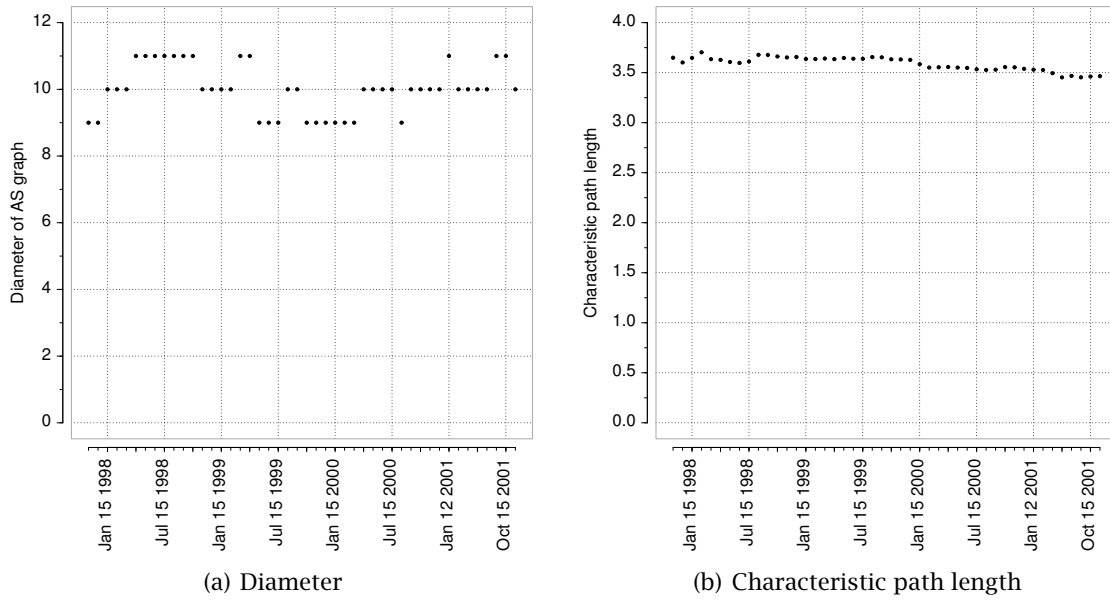 Diameter of AS graph
12
10
8
6
4
2
0
Jan 15 1998
Jul 15 1998
Jan 15 1999
Jul 15 1999
Jan 15 2000
Jul 15 2000
Jan 12 2001
Oct 15 2001
(a) Diameter
Characteristic path length
4.0
3.5
3.0
2.5
2.0
1.5
1.0
0.5
0.0
Jan 15 1998
Jul 15 1998
Jan 15 1999
Jul 15 1999
Jan 15 2000
Jul 15 2000
Jan 12 2001
Oct 15 2001
(b) Characteristic path length